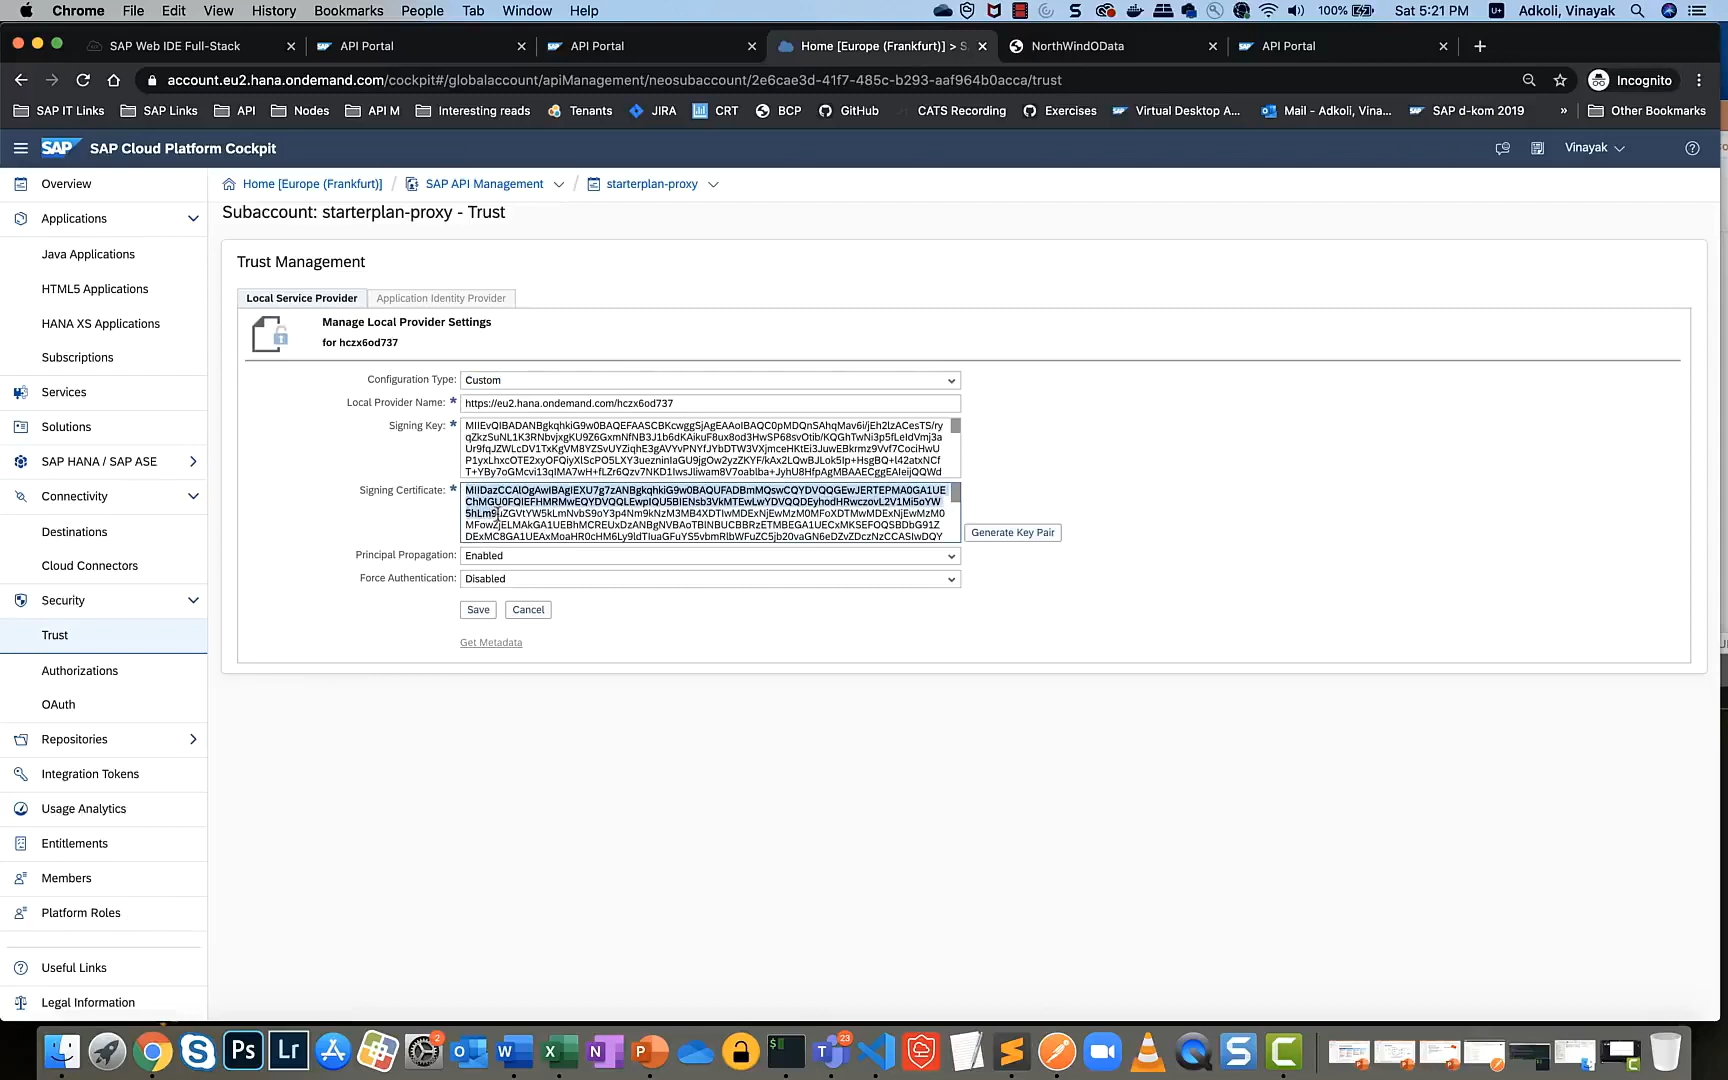 Chrome File Edit View History Bookmarks People Tab Window Help 100% Sat 5:21 PM Adkoli, Vinayak
SAP Web IDE Full-Stack API Portal API Portal Home [Europe (Frankfurt)] > S NorthWindOData API Portal
account.eu2.hana.ondemand.com/cockpit#/globalaccount/apiManagement/neosubaccount/2e6cae3d-41f7-485c-b293-aaf964b0acca/trust Incognito
SAP IT Links SAP Links API Nodes API M Interesting reads Tenants JIRA CRT BCP GitHub CATS Recording Exercises Virtual Desktop A... Mail - Adkoli, Vina... SAP d-kom 2019 » Other Bookmarks
SAP SAP Cloud Platform Cockpit Vinayak
Overview
Applications
Java Applications
HTML5 Applications
HANA XS Applications
Subscriptions
Services
Solutions
SAP HANA / SAP ASE
Connectivity
Destinations
Cloud Connectors
Security
Trust
Authorizations
OAuth
Repositories
Integration Tokens
Usage Analytics
Entitlements
Members
Platform Roles
Useful Links
Legal Information
Home [Europe (Frankfurt)] / SAP API Management / starterplan-proxy
Subaccount: starterplan-proxy - Trust
Trust Management
Local Service Provider Application Identity Provider
Manage Local Provider Settings
for hczx6od737
Configuration Type: Custom
Local Provider Name: * https://eu2.hana.ondemand.com/hczx6od737
Signing Key: *
Signing Certificate: *
Generate Key Pair
Principal Propagation: Enabled
Force Authentication: Disabled
Save Cancel
Get Metadata
Ps Lr 2 23